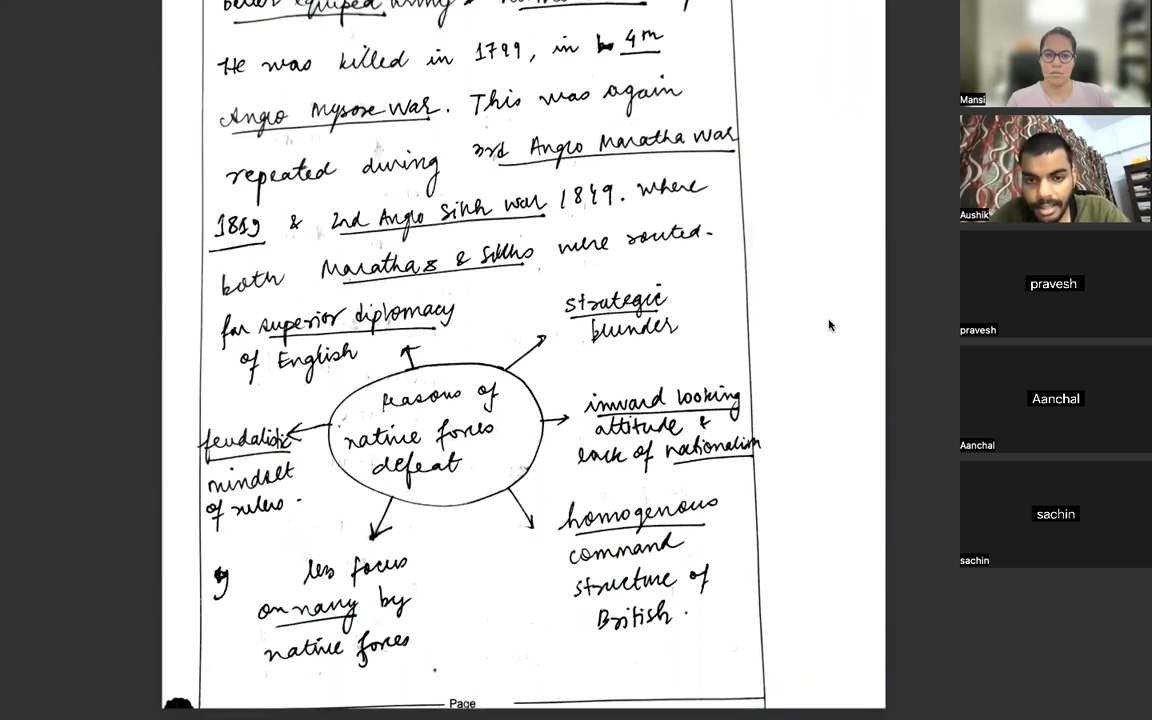 better equiped army &
He was killed in 1799, in 4th
Anglo Mysore War. This was again
repeated during 3rd Anglo Maratha War
1819 & 2nd Anglo Sikh war 1849. Where
both Marathas & Sikhs were routed.
far superior diplomacy
of English
strategic
blunder
Reasons of
native forces
defeat
inward looking
attitude &
lack of nationalism
feudalistic
mindset
of rulers.
homogenous
command
structure of
British.
less focus
on navy by
native forces
Page
Mansi
Aushik
pravesh
pravesh
Aanchal
Aanchal
sachin
sachin